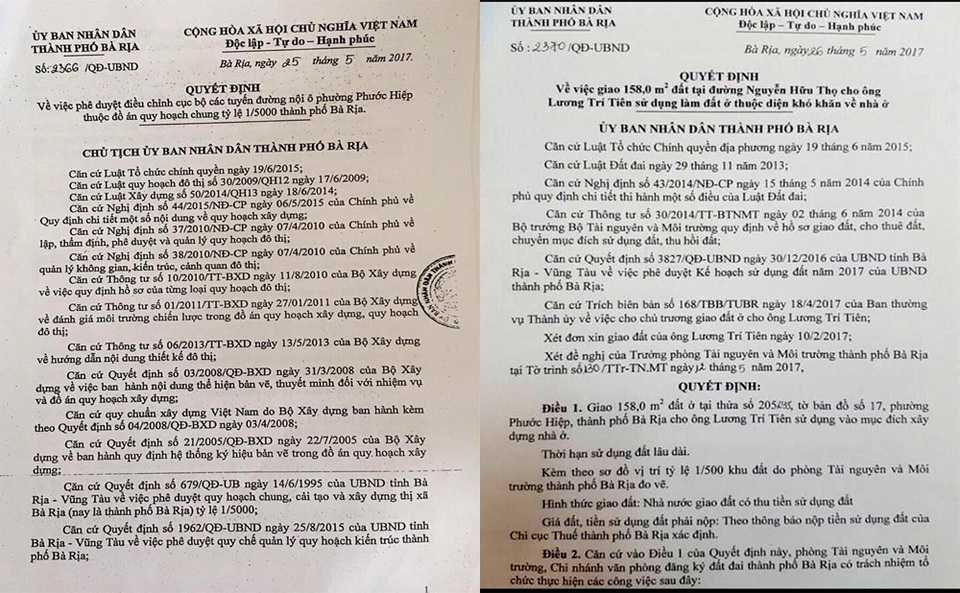 ỦY BAN NHÂN DÂN
THÀNH PHỐ BÀ RỊA
CỘNG HÒA XÃ HỘI CHỦ NGHĨA VIỆT NAM
Độc lập - Tự do – Hạnh phúc
Số: 2366 /QĐ-UBND
Bà Rịa, ngày 25 tháng 5 năm 2017.
QUYẾT ĐỊNH
Về việc phê duyệt điều chỉnh cục bộ các tuyến đường nội ô phường Phước Hiệp
thuộc đồ án quy hoạch chung tỷ lệ 1/5000 thành phố Bà Rịa.
CHỦ TỊCH ỦY BAN NHÂN DÂN THÀNH PHỐ BÀ RỊA
Căn cứ Luật Tổ chức chính quyền ngày 19/6/2015;
Căn cứ Luật quy hoạch đô thị số 30/2009/QH12 ngày 17/6/2009;
Căn cứ Luật Xây dựng số 50/2014/QH13 ngày 18/6/2014;
Căn cứ Nghị định số 44/2015/NĐ-CP ngày 06/5/2015 của Chính phủ về
Quy định chi tiết một số nội dung về quy hoạch xây dựng;
Căn cứ Nghị định số 37/2010/NĐ-CP ngày 07/4/2010 của Chính phủ về
lập, thẩm định, phê duyệt và quản lý quy hoạch đô thị;
Căn cứ Nghị định số 38/2010/NĐ-CP ngày 07/4/2010 của Chính phủ về
quản lý không gian, kiến trúc, cảnh quan đô thị;
Căn cứ Thông tư số 10/2010/TT-BXD ngày 11/8/2010 của Bộ Xây dựng
về việc quy định hồ sơ của từng loại quy hoạch đô thị;
Căn cứ Thông tư số 01/2011/TT-BXD ngày 27/01/2011 của Bộ Xây dựng
về đánh giá môi trường chiến lược trong đồ án quy hoạch xây dựng, quy hoạch
đô thị;
Căn cứ Thông tư số 06/2013/TT-BXD ngày 13/5/2013 của Bộ Xây dựng
về hướng dẫn nội dung thiết kế đô thị;
Căn cứ Quyết định số 03/2008/QĐ-BXD ngày 31/3/2008 của Bộ Xây
dựng về việc ban hành nội dung thể hiện bản vẽ, thuyết minh đối với nhiệm vụ
và đồ án quy hoạch xây dựng;
Căn cứ quy chuẩn xây dựng Việt Nam do Bộ Xây dựng ban hành kèm
theo Quyết định số 04/2008/QĐ-BXD ngày 03/4/2008;
Căn cứ Quyết định số 21/2005/QĐ-BXD ngày 22/7/2005 của Bộ Xây
dựng về ban hành quy định hệ thống ký hiệu bản vẽ trong đồ án quy hoạch xây
dựng;
Căn cứ Quyết định số 679/QĐ-UB ngày 14/6/1995 của UBND tỉnh Bà
Rịa - Vũng Tàu về việc phê duyệt quy hoạch chung, cải tạo và xây dựng thị xã
Bà Rịa (nay là thành phố Bà Rịa) tỷ lệ 1/5000;
Căn cứ Quyết định số 1962/QĐ-UBND ngày 25/8/2015 của UBND tỉnh
Bà Rịa - Vũng Tàu về việc phê duyệt quy chế quản lý quy hoạch kiến trúc thành
phố Bà Rịa;
ỦY BAN NHÂN DÂN
THÀNH PHỐ BÀ RỊA
CỘNG HÒA XÃ HỘI CHỦ NGHĨA VIỆT NAM
Độc lập – Tự do – Hạnh phúc
Số : 2370/QĐ-UBND
Bà Rịa, ngày 26 tháng 5 năm 2017
QUYẾT ĐỊNH
Về việc giao 158,0 m² đất tại đường Nguyễn Hữu Thọ cho ông
Lương Trí Tiên sử dụng làm đất ở thuộc diện khó khăn về nhà ở
ỦY BAN NHÂN DÂN THÀNH PHỐ BÀ RỊA
Căn cứ Luật Tổ chức Chính quyền địa phương ngày 19 tháng 6 năm 2015;
Căn cứ Luật Đất đai ngày 29 tháng 11 năm 2013;
Căn cứ Nghị định số 43/2014/NĐ-CP ngày 15 tháng 5 năm 2014 của Chính
phủ quy định chi tiết thi hành một số điều của Luật Đất đai;
Căn cứ Thông tư số 30/2014/TT-BTNMT ngày 02 tháng 6 năm 2014 của
Bộ trưởng Bộ Tài nguyên và Môi trường quy định về hồ sơ giao đất, cho thuê đất,
chuyển mục đích sử dụng đất, thu hồi đất;
Căn cứ Quyết định số 3827/QĐ-UBND ngày 30/12/2016 của UBND tỉnh Bà
Rịa - Vũng Tàu về việc phê duyệt Kế hoạch sử dụng đất năm 2017 của UBND
thành phố Bà Rịa;
Căn cứ Trích biên bản số 168/TBB/TUBR ngày 18/4/2017 của Ban thường
vụ Thành ủy về việc cho chủ trương giao đất ở cho ông Lương Trí Tiên;
Xét đơn xin giao đất của ông Lương Trí Tiên ngày 10/2/2017;
Xét đề nghị của Trưởng phòng Tài nguyên và Môi trường thành phố Bà Rịa
tại Tờ trình số 130/TTr-TN.MT ngày 12 tháng 5 năm 2017,
QUYẾT ĐỊNH:
Điều 1. Giao 158,0 m² đất ở tại thửa số 205, tờ bản đồ số 17, phường
Phước Hiệp, thành phố Bà Rịa cho ông Lương Trí Tiên sử dụng vào mục đích xây
dựng nhà ở.
Thời hạn sử dụng đất lâu dài.
Kèm theo sơ đồ vị trí tỷ lệ 1/500 khu đất do phòng Tài nguyên và Môi
trường thành phố Bà Rịa đo vẽ.
Hình thức giao đất: Nhà nước giao đất có thu tiền sử dụng đất
Giá đất, tiền sử dụng đất phải nộp: Theo thông báo nộp tiền sử dụng đất của
Chi cục Thuế thành phố Bà Rịa xác định.
Điều 2. Căn cứ vào Điều 1 của Quyết định này, phòng Tài nguyên và Môi
trường, Chi nhánh văn phòng đăng ký đất đai thành phố Bà Rịa có trách nhiệm tổ
chức thực hiện các công việc sau đây: